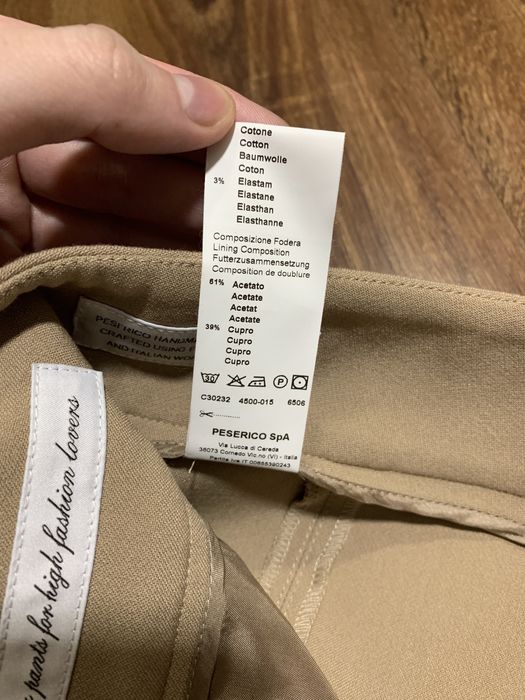 Cotone
Cotton
Baumwolle
Coton
3% Elastam
Elastane
Elasthan
Elasthanne
Composizione Fodera
Lining Composition
Futterzusammensetzung
Composition de doublure
61% Acetato
Acetate
Acetat
Acetate
39% Cupro
Cupro
Cupro
Cupro
30 P
C30232 4500-015 6506
PESERICO SpA
Via Lucca di Cereda
36073 Cornedo Vic.no (VI) - Italia
Partita Iva IT 00855390243
PESERICO HANDMA
CRAFTED USING F
AND ITALIAN WO
pants for high fashion lovers